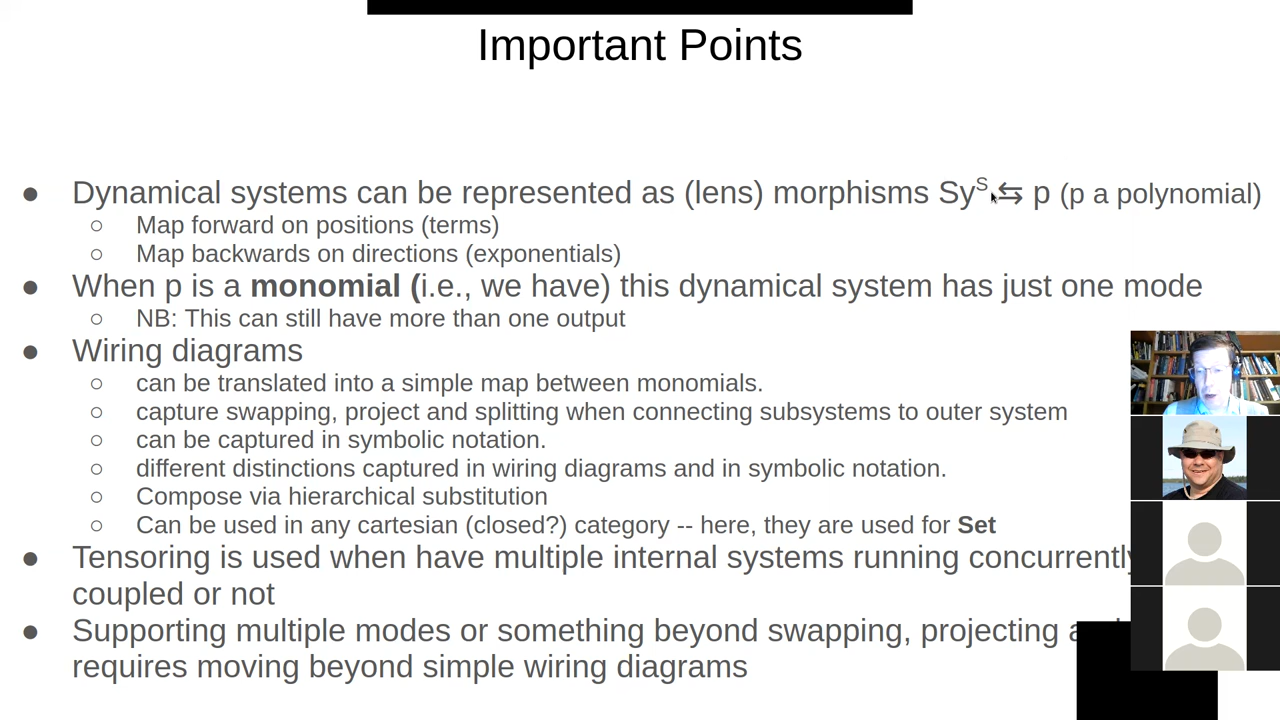 Important Points
● Dynamical systems can be represented as (lens) morphisms Sy^S ⇆ p (p a polynomial)
○ Map forward on positions (terms)
○ Map backwards on directions (exponentials)
● When p is a monomial (i.e., we have) this dynamical system has just one mode
○ NB: This can still have more than one output
● Wiring diagrams
○ can be translated into a simple map between monomials.
○ capture swapping, project and splitting when connecting subsystems to outer system
○ can be captured in symbolic notation.
○ different distinctions captured in wiring diagrams and in symbolic notation.
○ Compose via hierarchical substitution
○ Can be used in any cartesian (closed?) category -- here, they are used for Set
● Tensoring is used when have multiple internal systems running concurrently
coupled or not
● Supporting multiple modes or something beyond swapping, projecting
requires moving beyond simple wiring diagrams